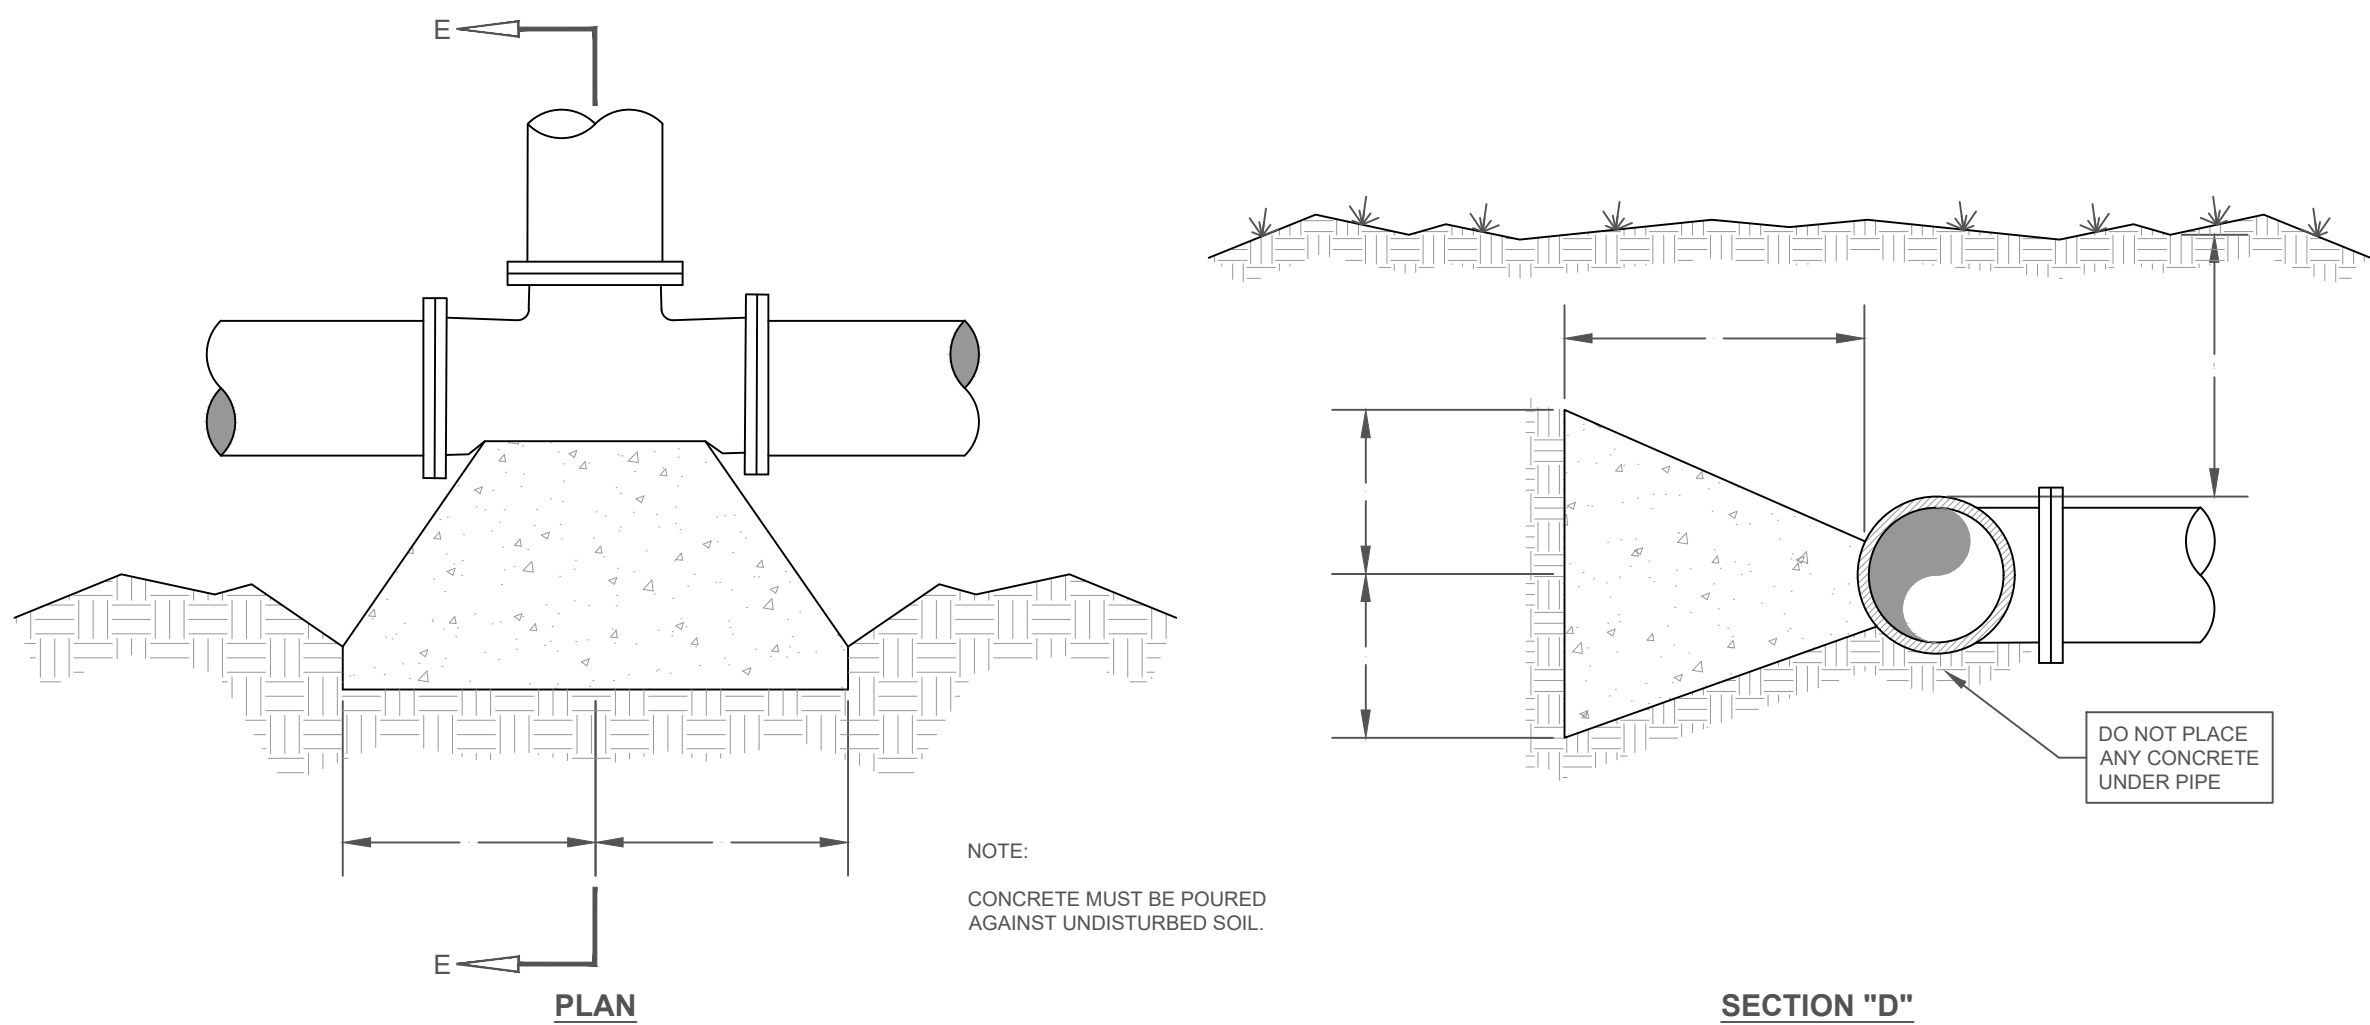 E
NOTE:
CONCRETE MUST BE POURED
AGAINST UNDISTURBED SOIL.
E
PLAN
DO NOT PLACE
ANY CONCRETE
UNDER PIPE
SECTION "D"